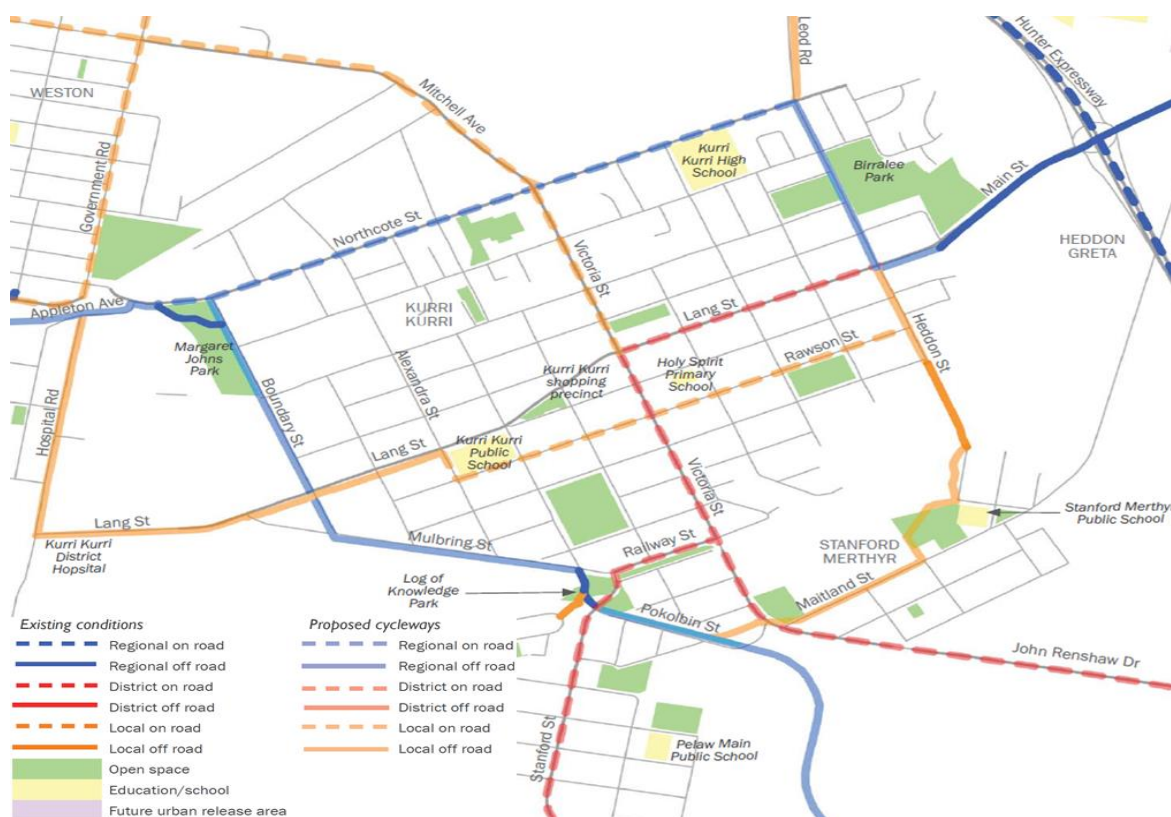 WESTON
Government Rd
Mitchell Ave
Leod Rd
Hunter Expressway
Kurri
Kurri High
School
Birralee
Park
Main St
HEDDON
GRETA
Northcote St
Victoria St
Appleton Ave
KURRI
KURRI
Lang St
Heddon St
Margaret
Johns
Park
Alexandra St
Kurri Kurri
shopping
precinct
Holy Spirit
Primary
School
Rawson St
Boundary St
Hospital Rd
Lang St
Kurri Kurri
Public
School
Victoria St
Lang St
Kurri Kurri
District
Hopsital
Mulbring St
Railway St
Stanford Merthyr
Public School
STANFORD
MERTHYR
Log of
Knowledge
Park
Maitland St
Pokolbin St
John Renshaw Dr
Stanford St
Pelaw Main
Public School
Existing conditions
Regional on road
Regional off road
District on road
District off road
Local on road
Local off road
Open space
Education/school
Future urban release area
Proposed cycleways
Regional on road
Regional off road
District on road
District off road
Local on road
Local off road